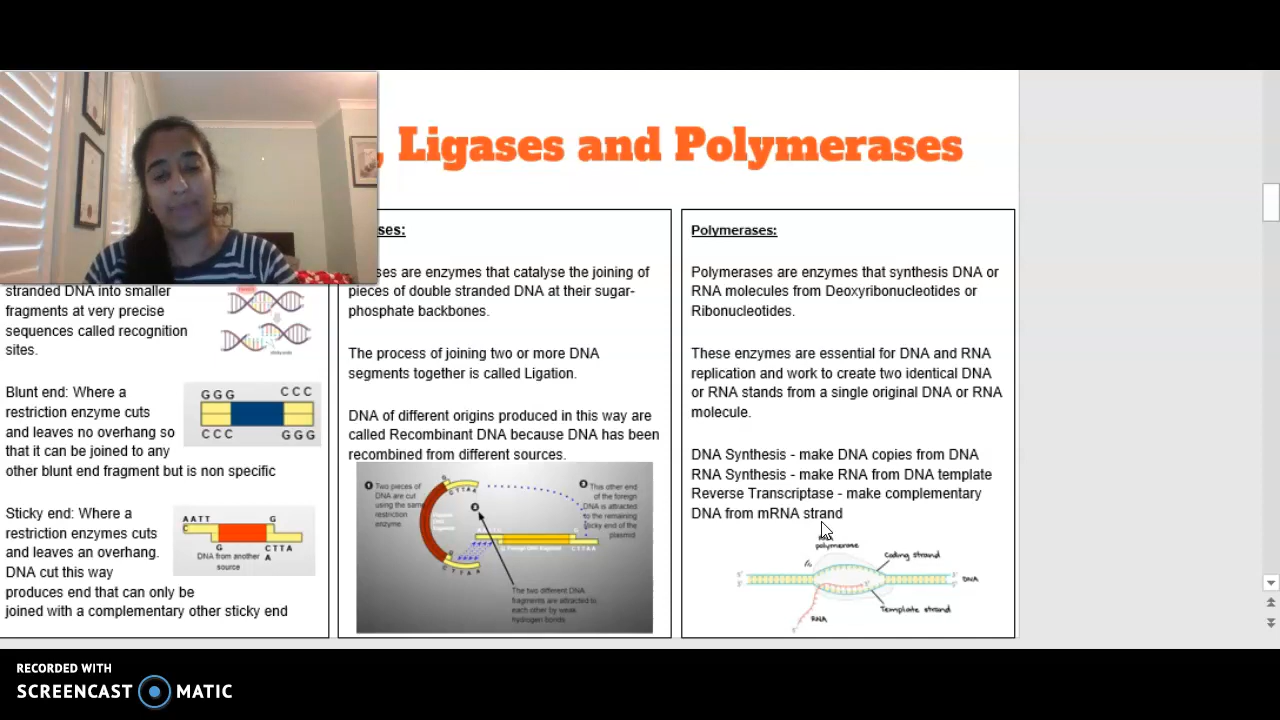 , Ligases and Polymerases
stranded DNA into smaller
fragments at very precise
sequences called recognition
sites.
Blunt end: Where a
restriction enzyme cuts
and leaves no overhang so
that it can be joined to any
other blunt end fragment but is non specific
GGG CCC
CCC GGG
Sticky end: Where a
restriction enzymes cuts
and leaves an overhang.
DNA cut this way
produces end that can only be
joined with a complementary other sticky end
AATT G
C
G CTTA
A
DNA from another
source
ses:
ses are enzymes that catalyse the joining of
pieces of double stranded DNA at their sugar-
phosphate backbones.
The process of joining two or more DNA
segments together is called Ligation.
DNA of different origins produced in this way are
called Recombinant DNA because DNA has been
recombined from different sources.
1 Two pieces of
DNA are cut
using the same
restriction
enzyme.
2
3 This other end
of the foreign
DNA is attracted
to the remaining
sticky end of the
plasmid
The two different DNA
fragments are attracted to
each other by weak
hydrogen bonds.
Polymerases:
Polymerases are enzymes that synthesis DNA or
RNA molecules from Deoxyribonucleotides or
Ribonucleotides.
These enzymes are essential for DNA and RNA
replication and work to create two identical DNA
or RNA stands from a single original DNA or RNA
molecule.
DNA Synthesis - make DNA copies from DNA
RNA Synthesis - make RNA from DNA template
Reverse Transcriptase - make complementary
DNA from mRNA strand
polymerase
Coding strand
DNA
Template strand
RNA
RECORDED WITH
SCREENCAST MATIC